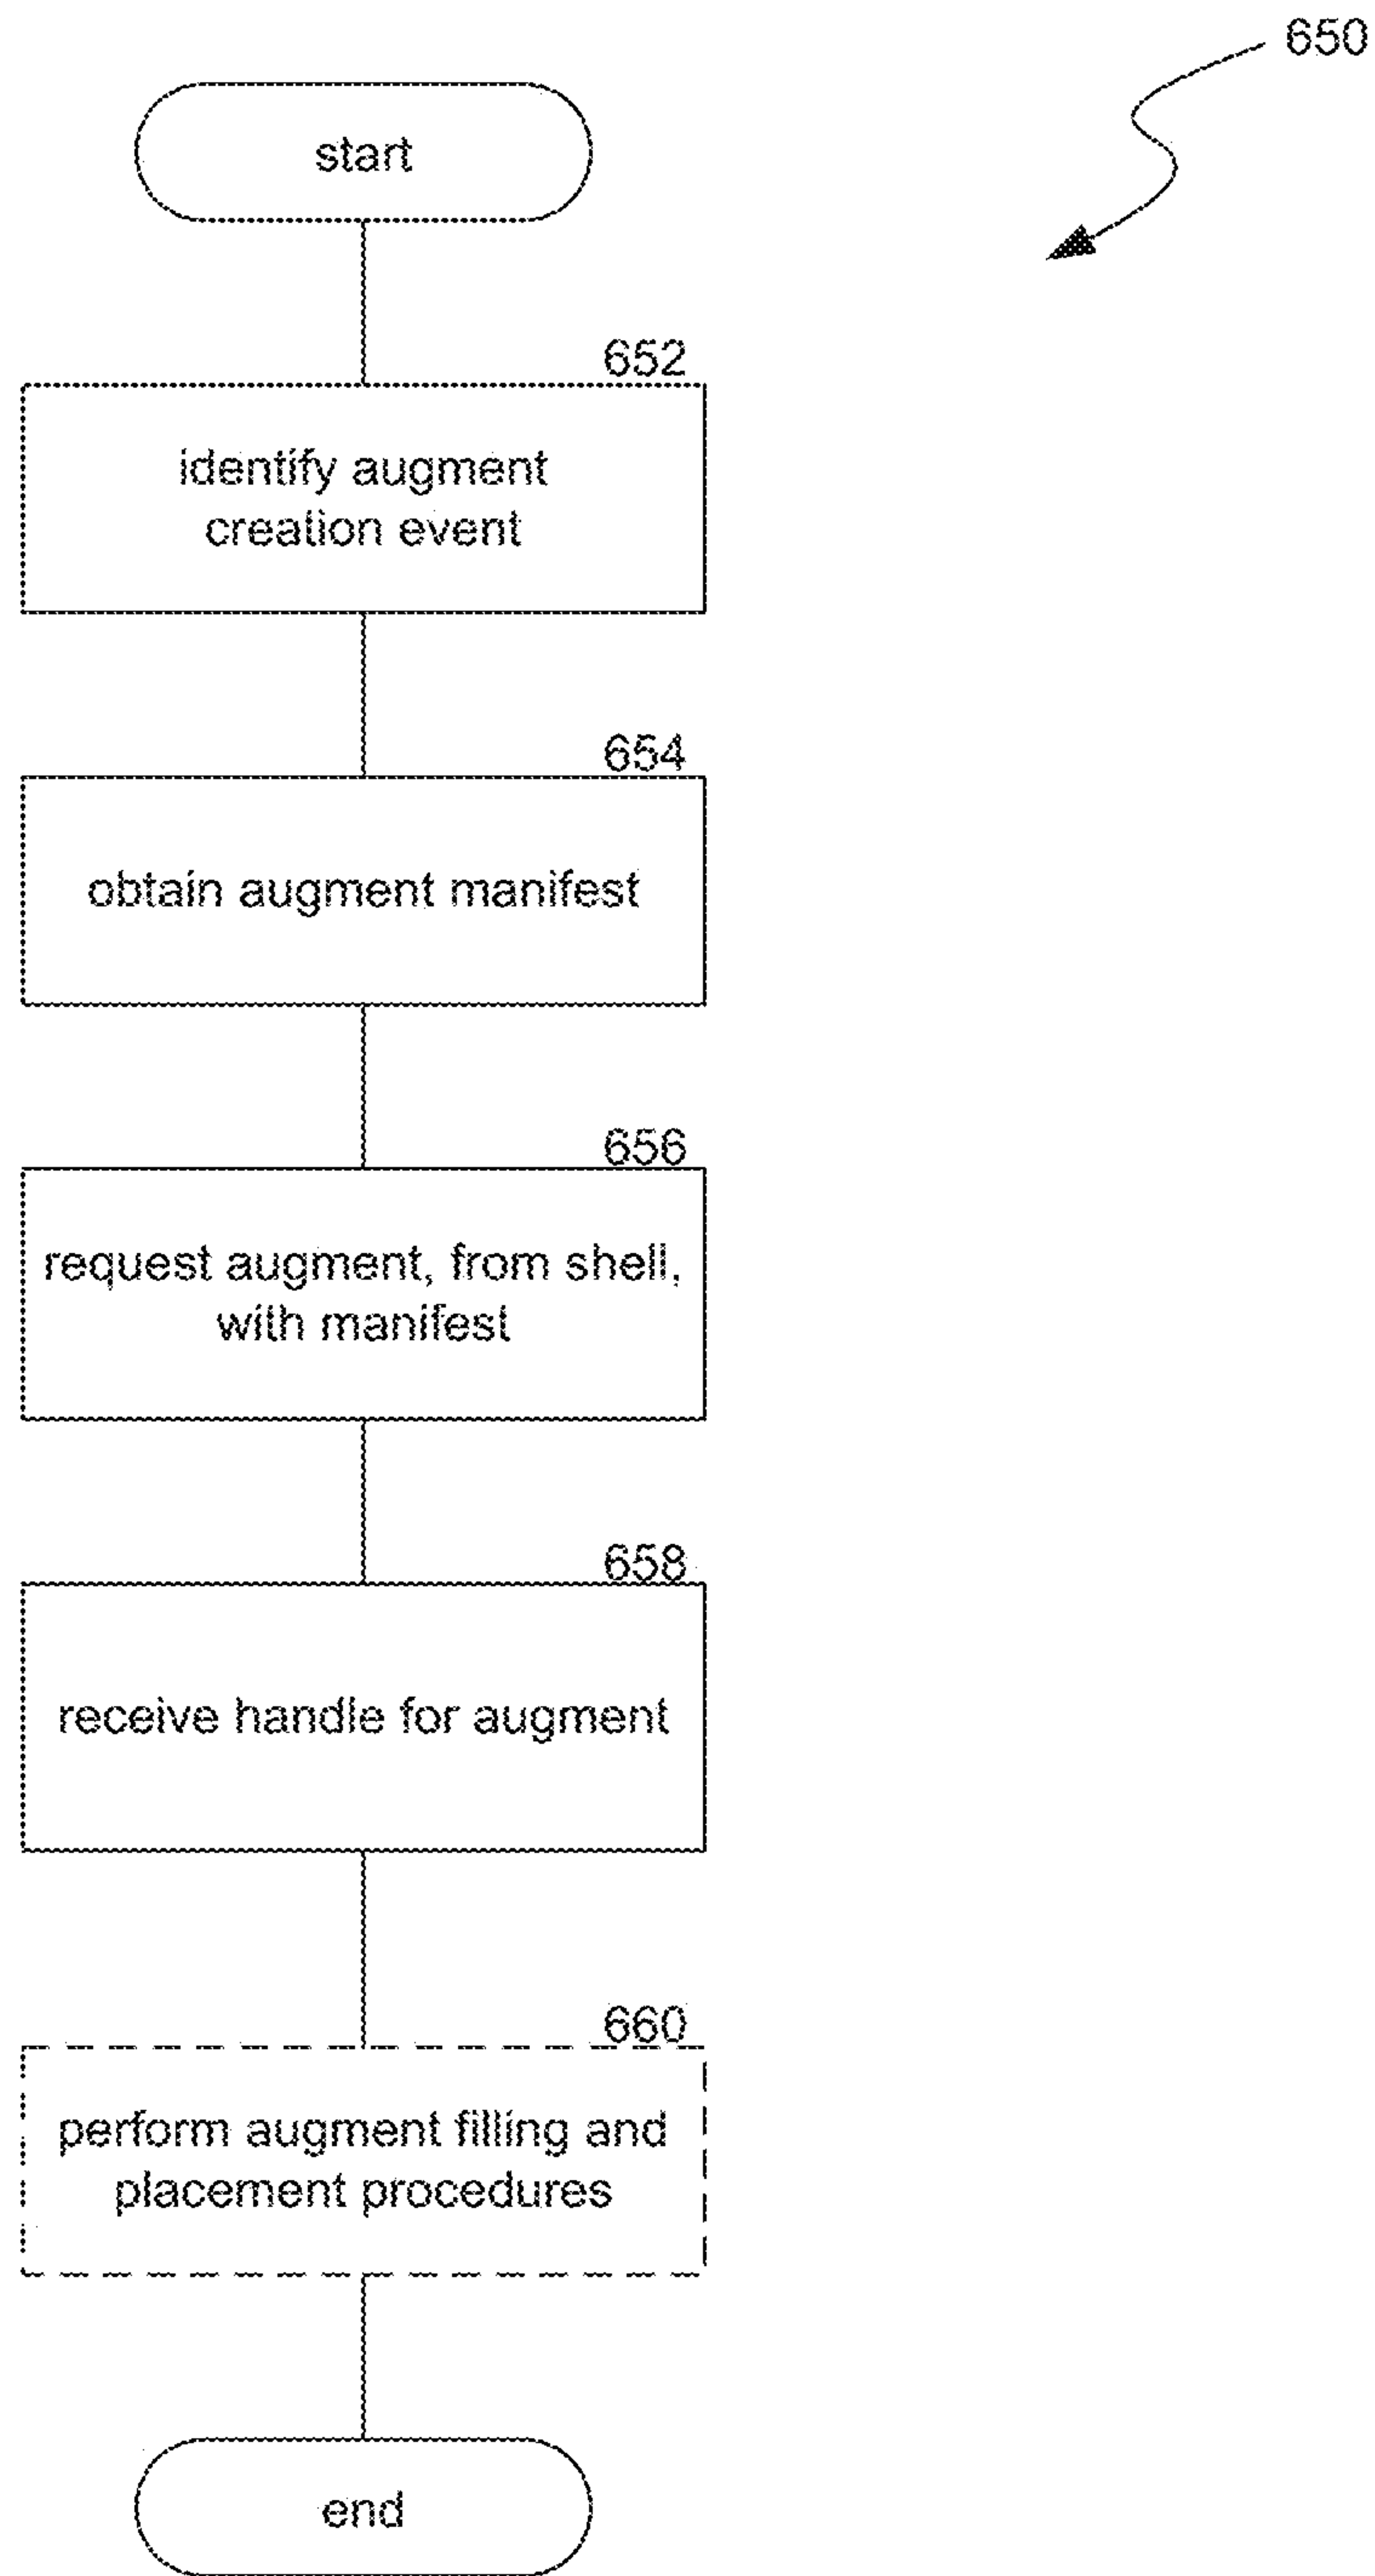 650
start
652
identify augment
creation event
654
obtain augment manifest
656
request augment, from shell,
with manifest
658
receive handle for augment
660
perform augment filling and
placement procedures
end